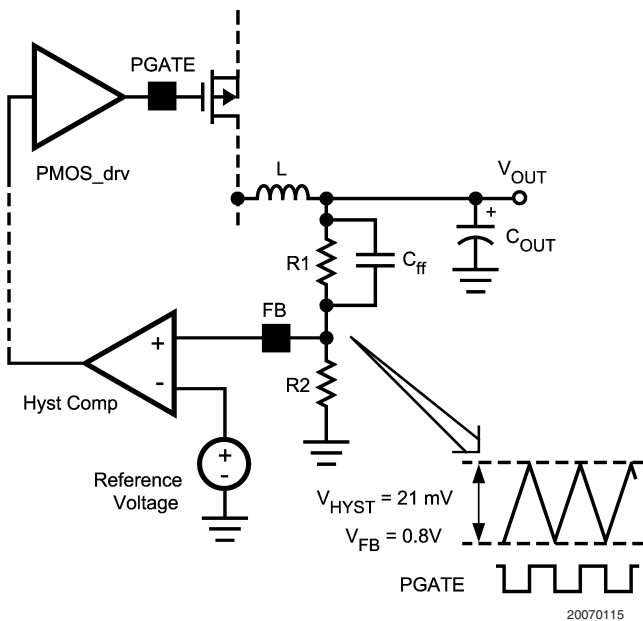 PGATE
PMOS_drv
L
VOUT
+
COUT
R1
Cff
FB
+
-
R2
Hyst Comp
+
-
Reference
Voltage
VHYST = 21 mV
VFB = 0.8V
PGATE
20070115